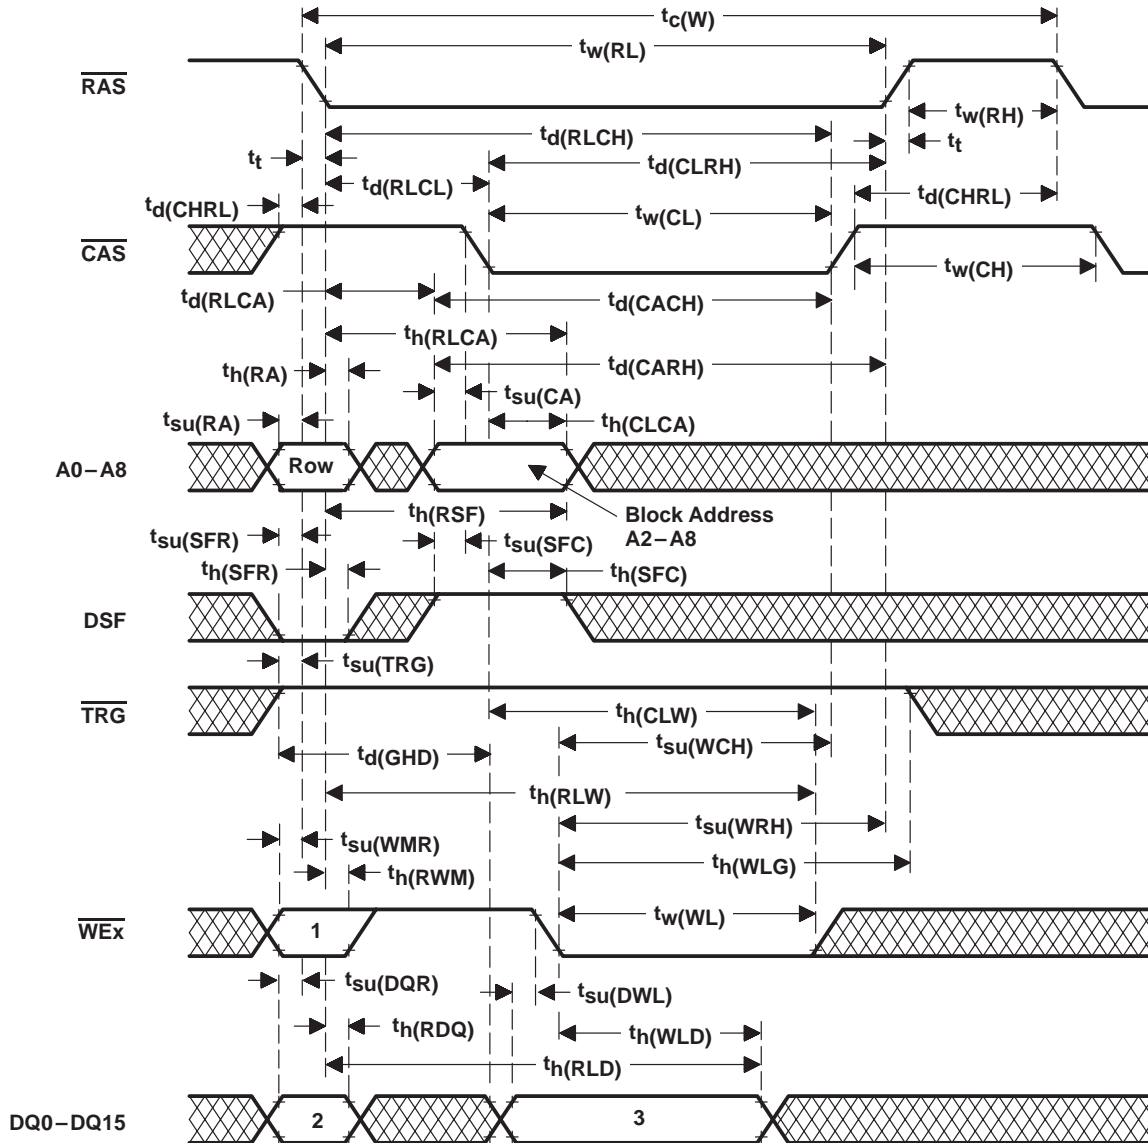 tc(W)
tw(RL)
RAS
tw(RH)
td(RLCH)
tt
tt
td(CLRH)
td(RLCL)
td(CHRL)
td(CHRL)
tw(CL)
CAS
tw(CH)
td(RLCA)
td(CACH)
th(RLCA)
th(RA)
td(CARH)
tsu(CA)
tsu(RA)
th(CLCA)
A0–A8
Row
th(RSF)
Block Address
A2–A8
tsu(SFR)
tsu(SFC)
th(SFR)
th(SFC)
DSF
tsu(TRG)
TRG
th(CLW)
tsu(WCH)
td(GHD)
th(RLW)
tsu(WRH)
tsu(WMR)
th(WLG)
th(RWM)
tw(WL)
WEx
1
tsu(DQR)
tsu(DWL)
th(RDQ)
th(WLD)
th(RLD)
DQ0–DQ15
2
3